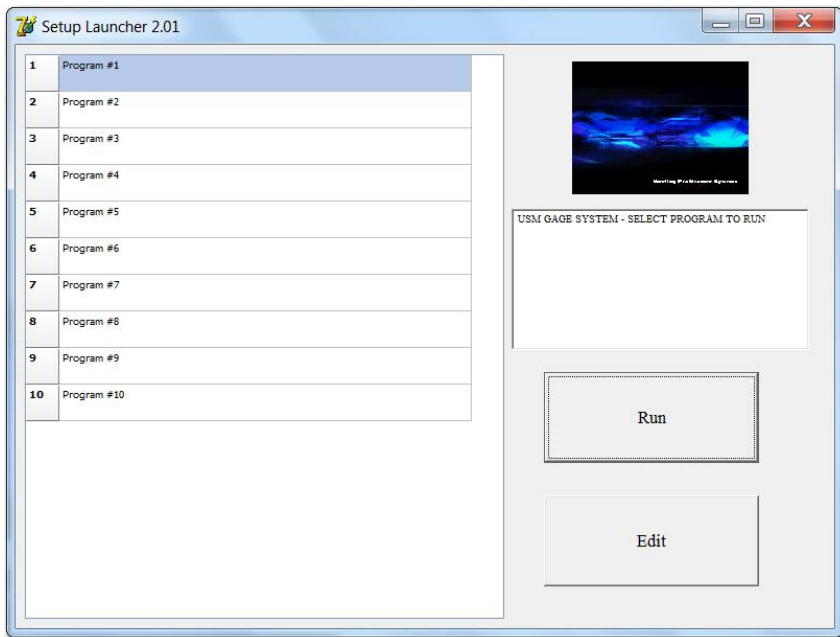 Setup Launcher 2.01
1 Program #1
2 Program #2
3 Program #3
4 Program #4
5 Program #5
6 Program #6
7 Program #7
8 Program #8
9 Program #9
10 Program #10
USM GAGE SYSTEM - SELECT PROGRAM TO RUN
Run
Edit